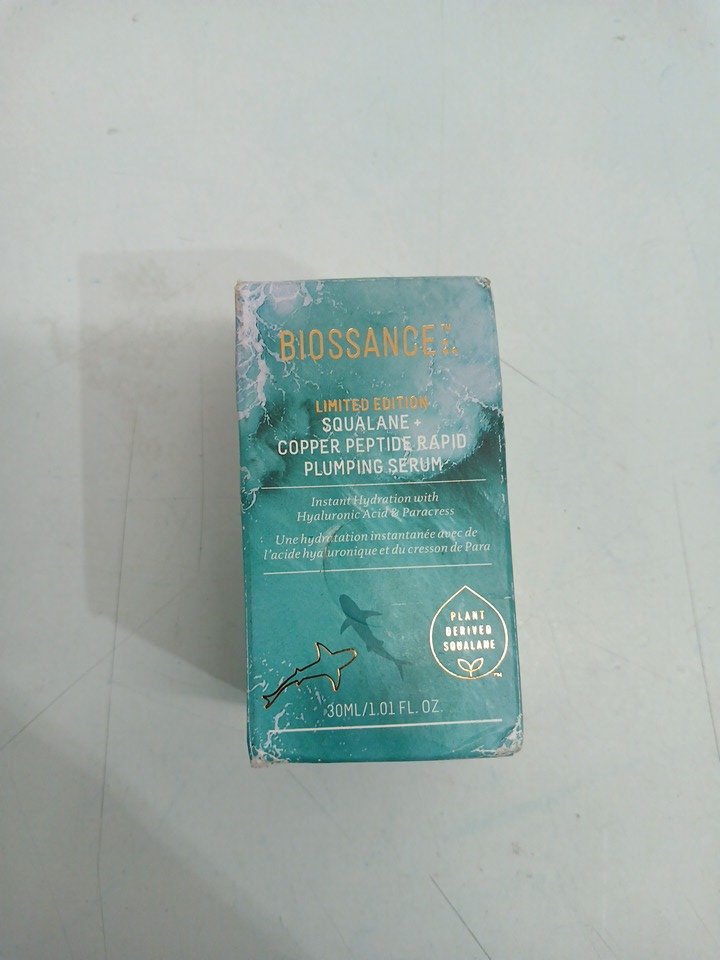 BIOSSANCE
LIMITED EDITION
SQUALANE +
COPPER PEPTIDE RAPID
PLUMPING SERUM
Instant Hydration with
Hyaluronic Acid & Paracress
Une hydratation instantanée avec de
l'acide hyaluronique et du cresson de Para
PLANT
DERIVED
SQUALANE
TM
30ML/1.01 FL. OZ.